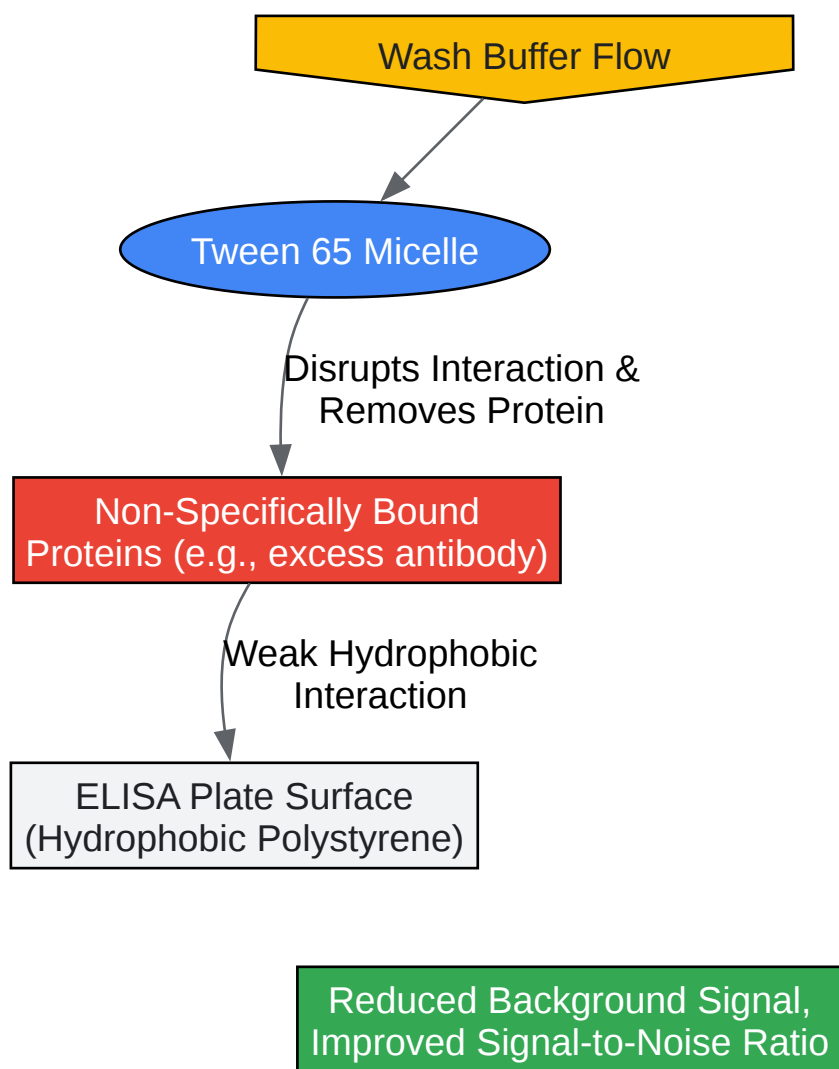 Wash Buffer Flow
Tween 65 Micelle
Disrupts Interaction &
Removes Protein
Non-Specifically Bound
Proteins (e.g., excess antibody)
Weak Hydrophobic
Interaction
ELISA Plate Surface
(Hydrophobic Polystyrene)
Reduced Background Signal,
Improved Signal-to-Noise Ratio